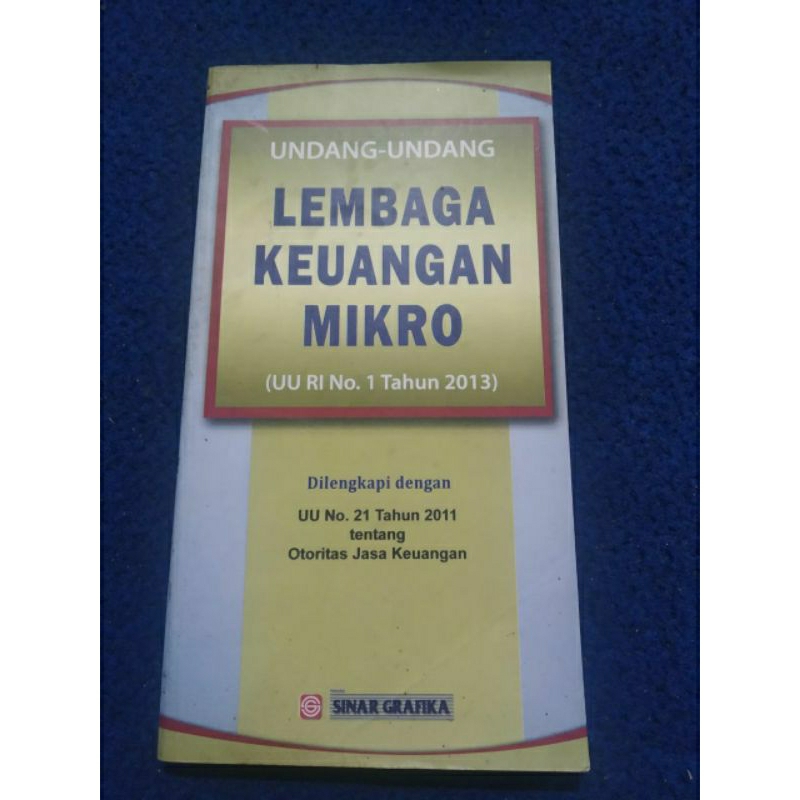 UNDANG-UNDANG
LEMBAGA
KEUANGAN
MIKRO
(UU RI No. 1 Tahun 2013)
Dilengkapi dengan
UU No. 21 Tahun 2011
tentang
Otoritas Jasa Keuangan
SINAR GRAFIKA